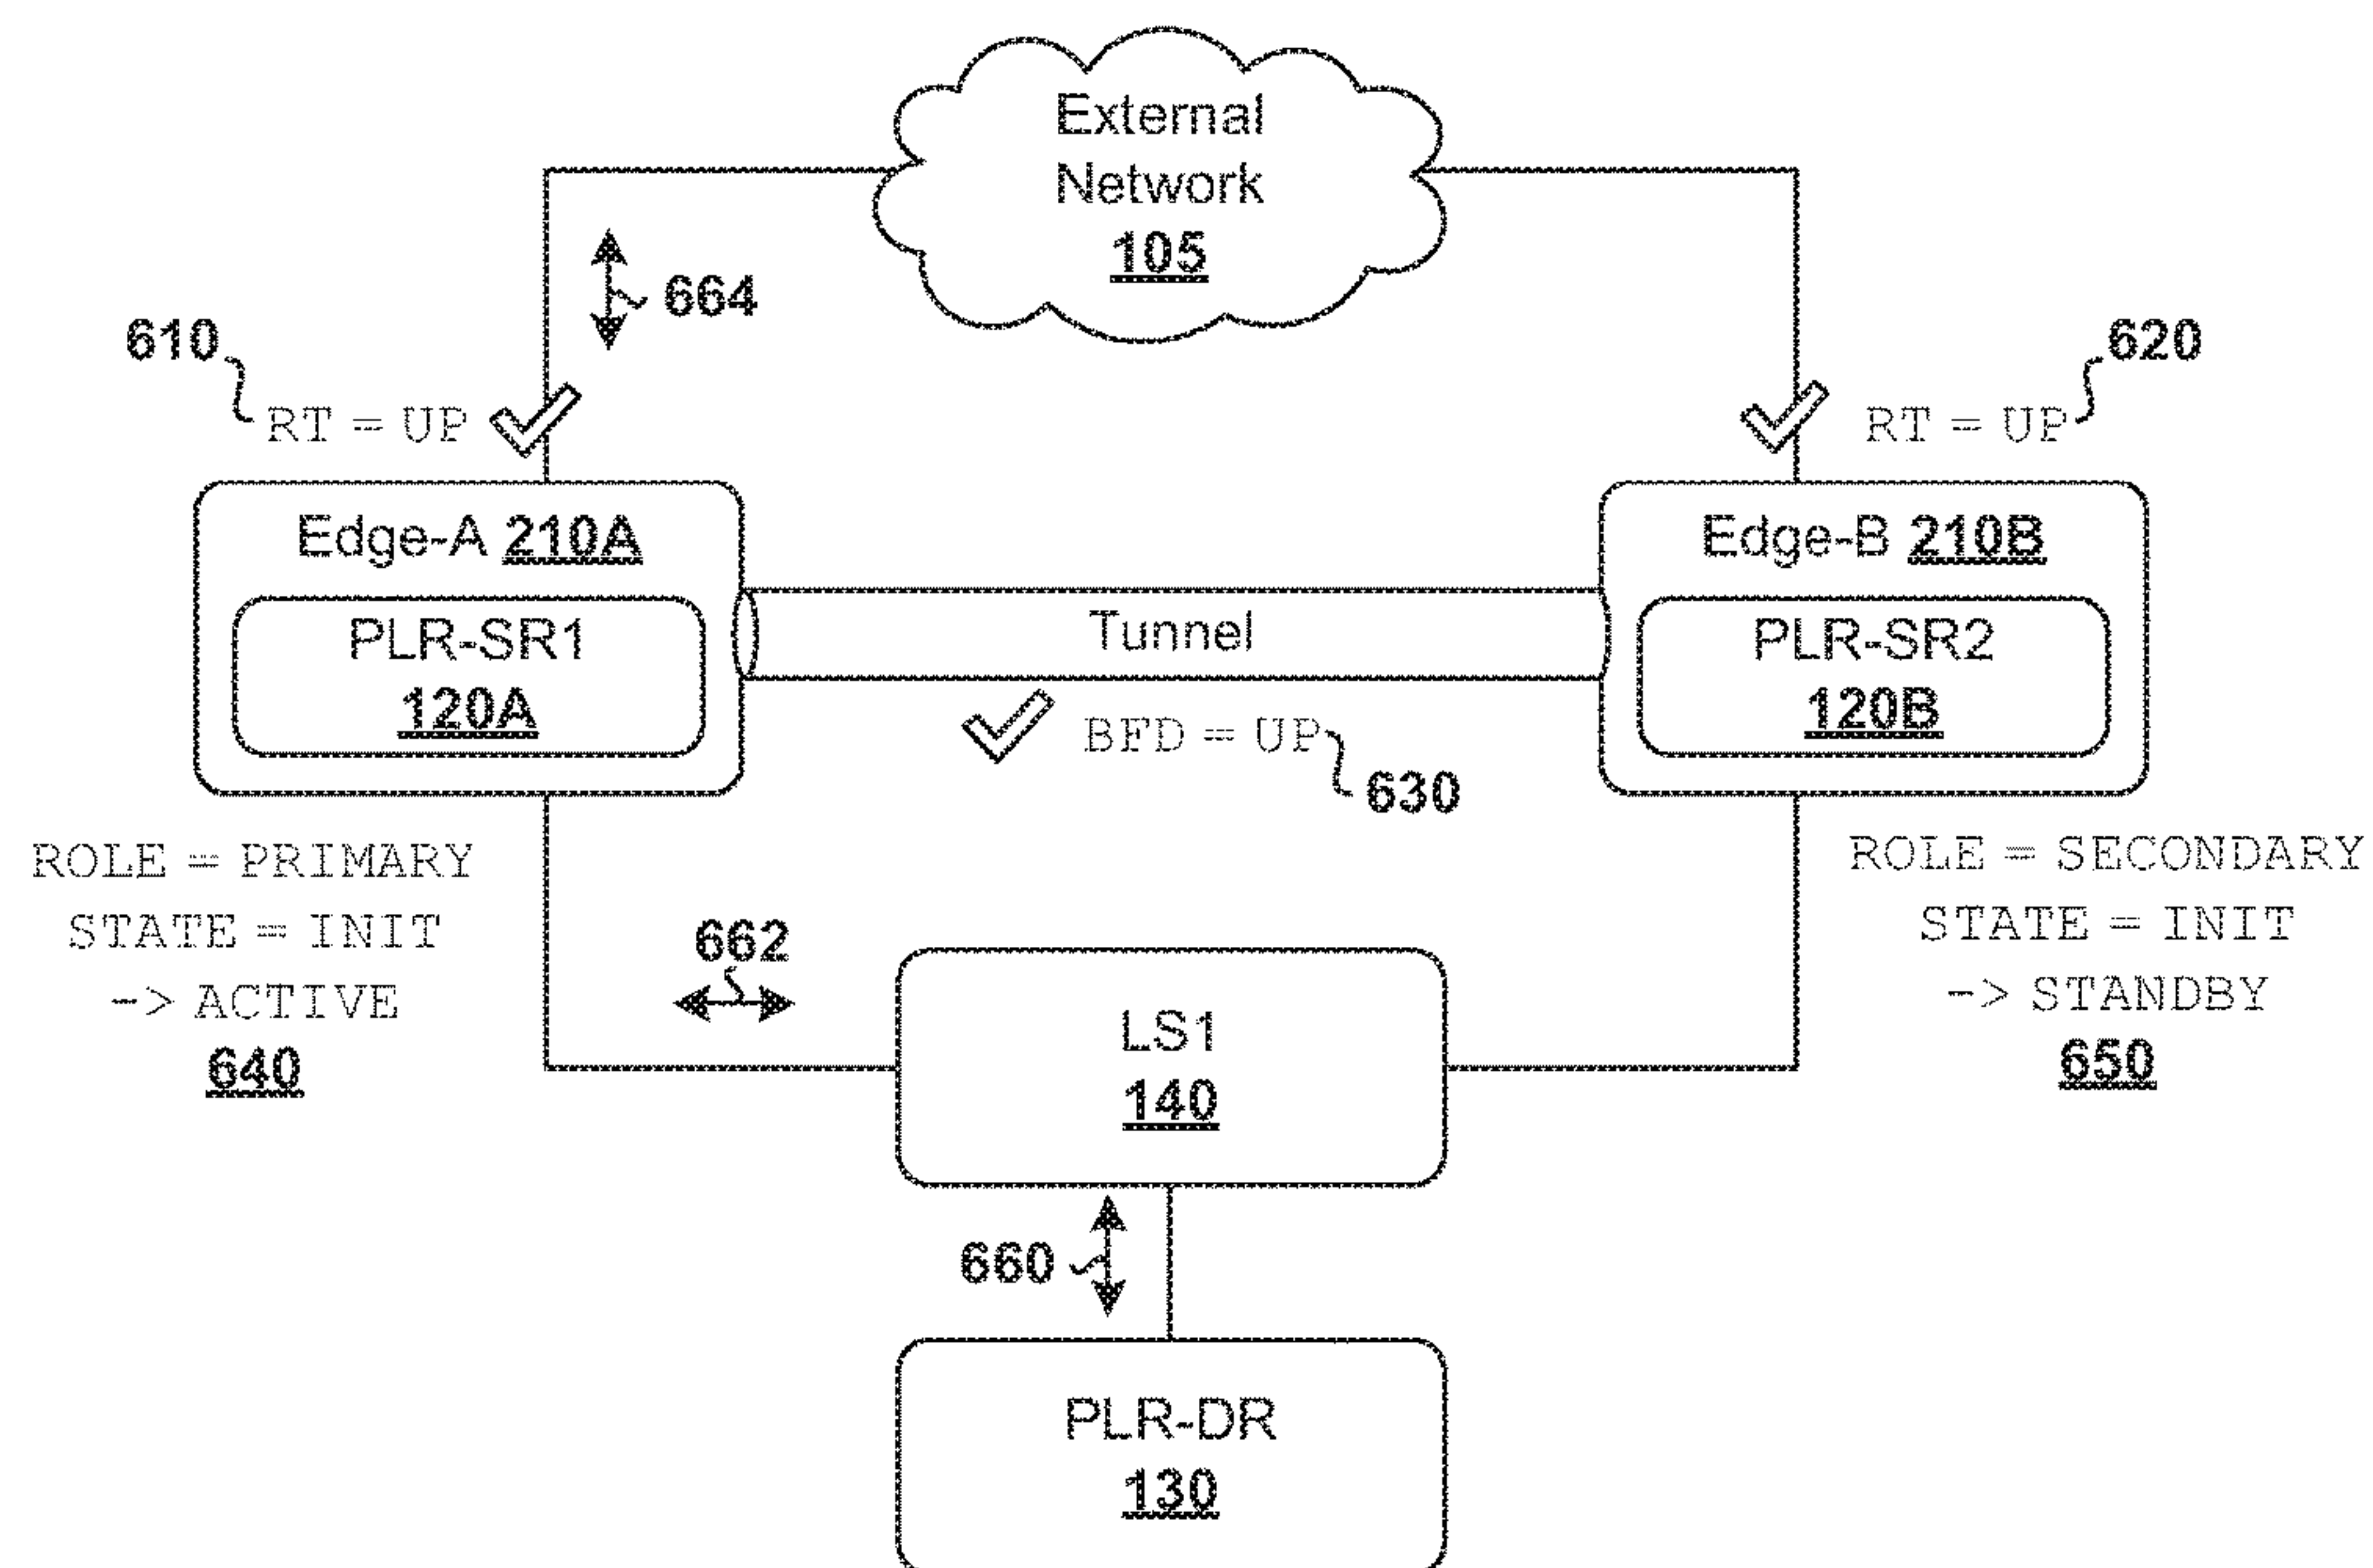 External
Network
105
664
610
RT = UP
620
RT = UP
Edge-A 210A
PLR-SR1
120A
Tunnel
BFD = UP
630
Edge-B 210B
PLR-SR2
120B
ROLE = PRIMARY
STATE = INIT
-> ACTIVE
640
662
ROLE = SECONDARY
STATE = INIT
-> STANDBY
650
LS1
140
660
PLR-DR
130